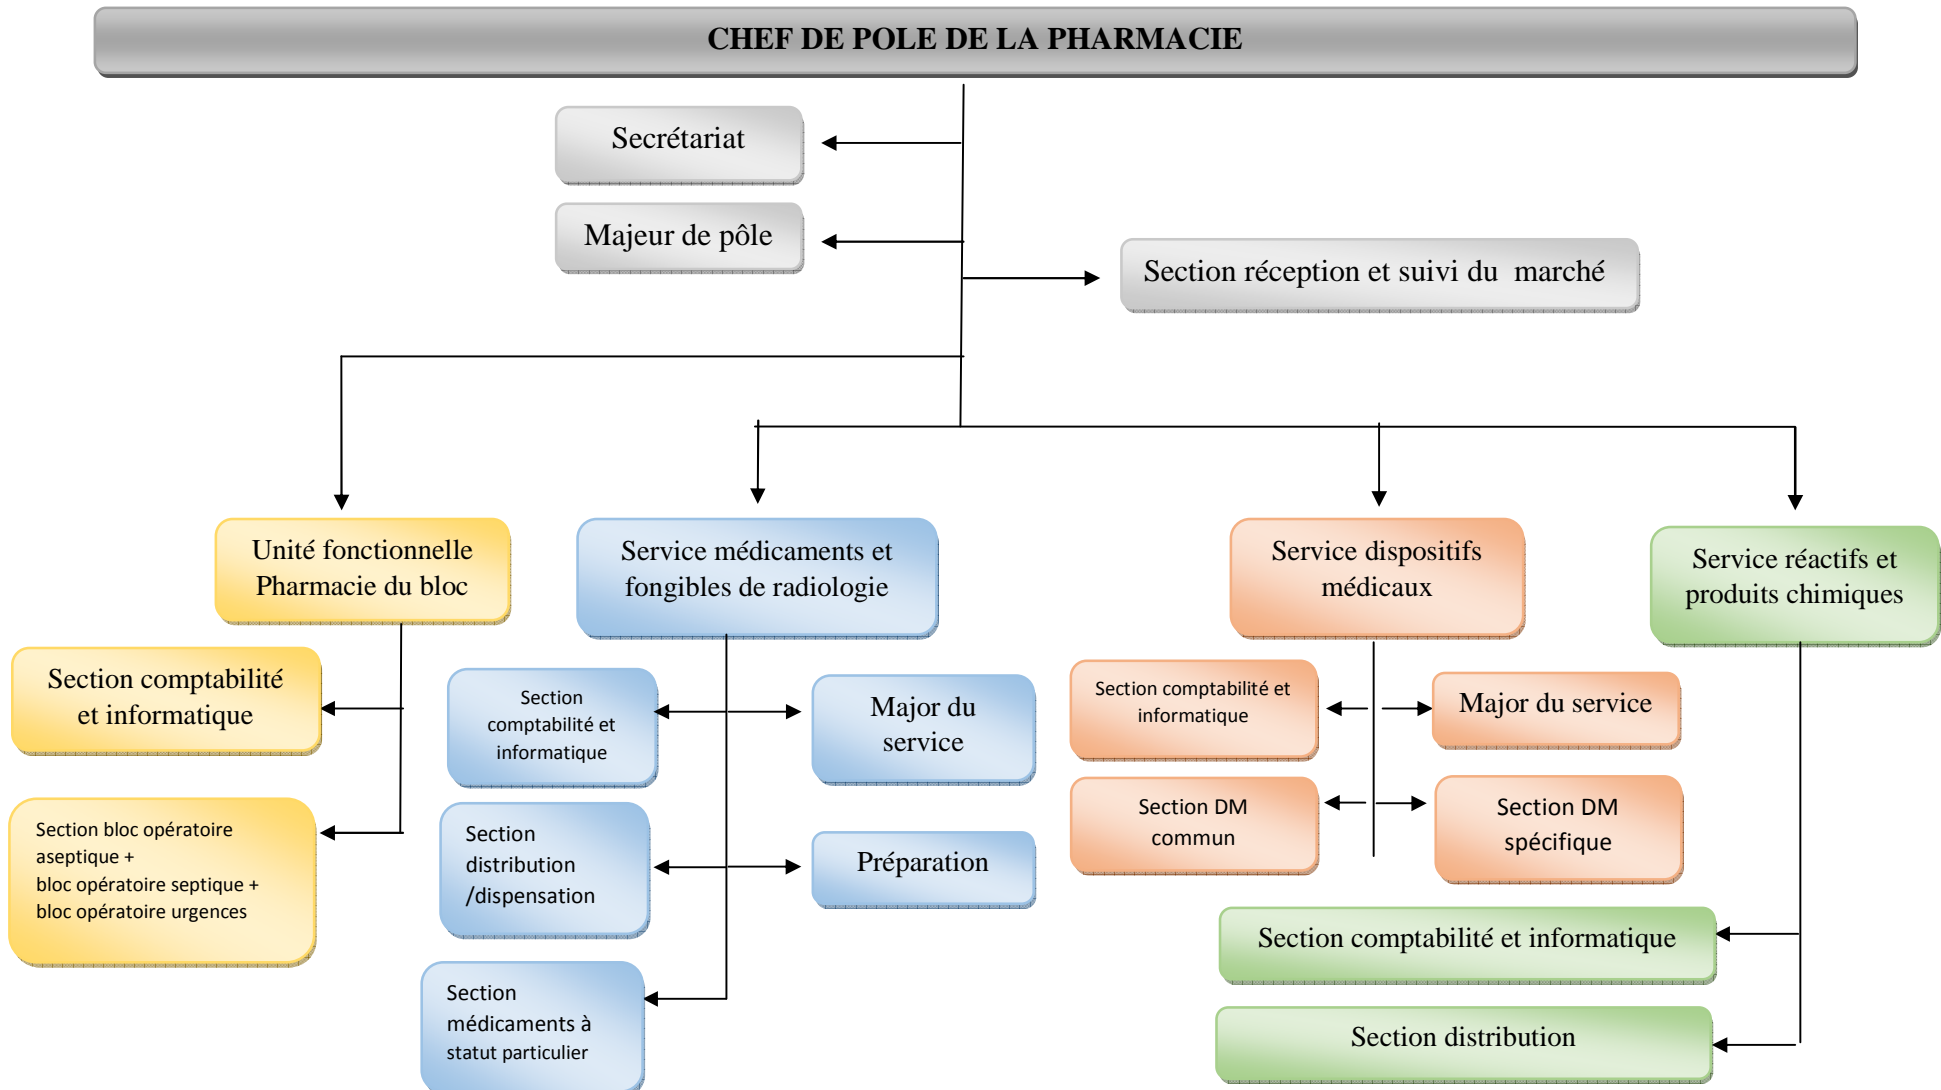 CHEF DE POLE DE LA PHARMACIE
Secrétariat
Majeur de pôle
Section réception et suivi du  marché
Unité fonctionnelle
Pharmacie du bloc
Service médicaments et
fongibles de radiologie
Service dispositifs
médicaux
Service réactifs et
produits chimiques
Section comptabilité
et informatique
Section bloc opératoire
aseptique +
bloc opératoire septique +
bloc opératoire urgences
Section
comptabilité et
informatique
Major du
service
Section
distribution
/dispensation
Préparation
Section
médicaments à
statut particulier
Section comptabilité et
informatique
Major du service
Section DM
commun
Section DM
spécifique
Section comptabilité et informatique
Section distribution